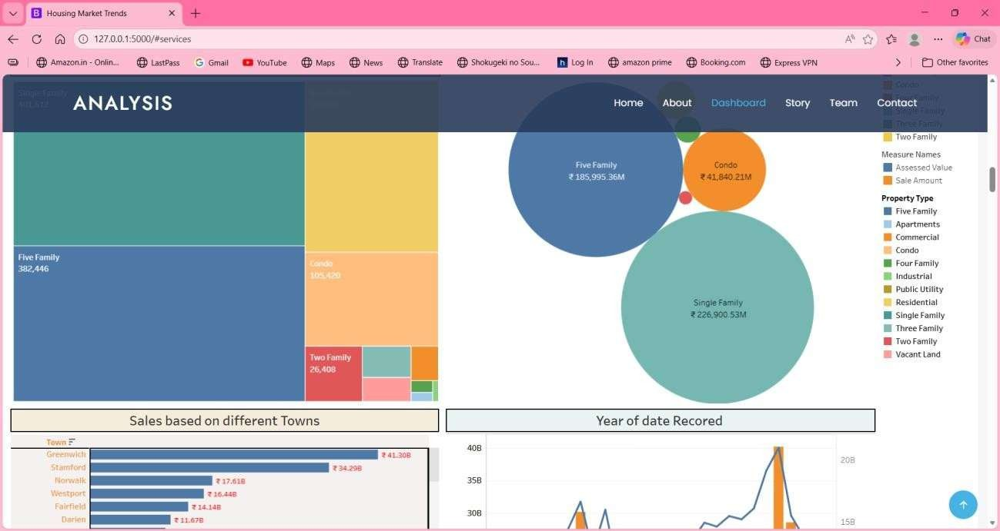 Housing Market Trends
127.0.0.1:5000/#services
Chat
Amazon.in - Onlin...
LastPass
Gmail
YouTube
Maps
News
Translate
Shokugeki no Sou...
Log In
amazon prime
Booking.com
Express VPN
Other favorites
ANALYSIS
Home
About
Dashboard
Story
Team
Contact
Single Family
Condo
Single Family
Three Family
Two Family
Measure Names
Assessed Value
Sale Amount
Property Type
Five Family
Apartments
Commercial
Condo
Four Family
Industrial
Public Utility
Residential
Single Family
Three Family
Two Family
Vacant Land
Five Family
382,446
Condo
105,420
Two Family
26,408
Five Family
₹ 185,995.36M
Condo
₹ 41,840.21M
Single Family
₹ 226,900.53M
Sales based on different Towns
Town
Greenwich ₹ 41.30B
Stamford ₹ 34.29B
Norwalk ₹ 17.61B
Westport ₹ 16.44B
Fairfield ₹ 14.14B
Darien ₹ 11.67B
Year of date Recored
40B
35B
30B
20B
15B